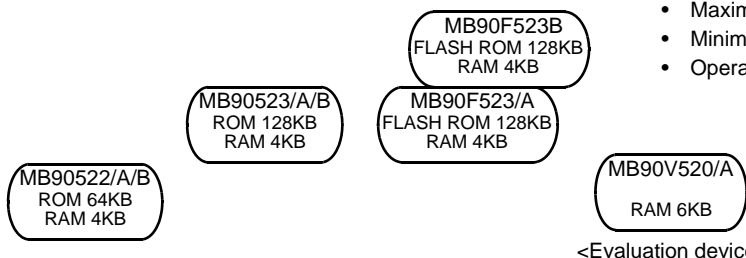 • Maxim
• Minim
• Opera
MB90F523B
FLASH ROM 128KB
RAM 4KB
MB90523/A/B
ROM 128KB
RAM 4KB
MB90F523/A
FLASH ROM 128KB
RAM 4KB
MB90522/A/B
ROM 64KB
RAM 4KB
MB90V520/A
RAM 6KB
<Evaluation device